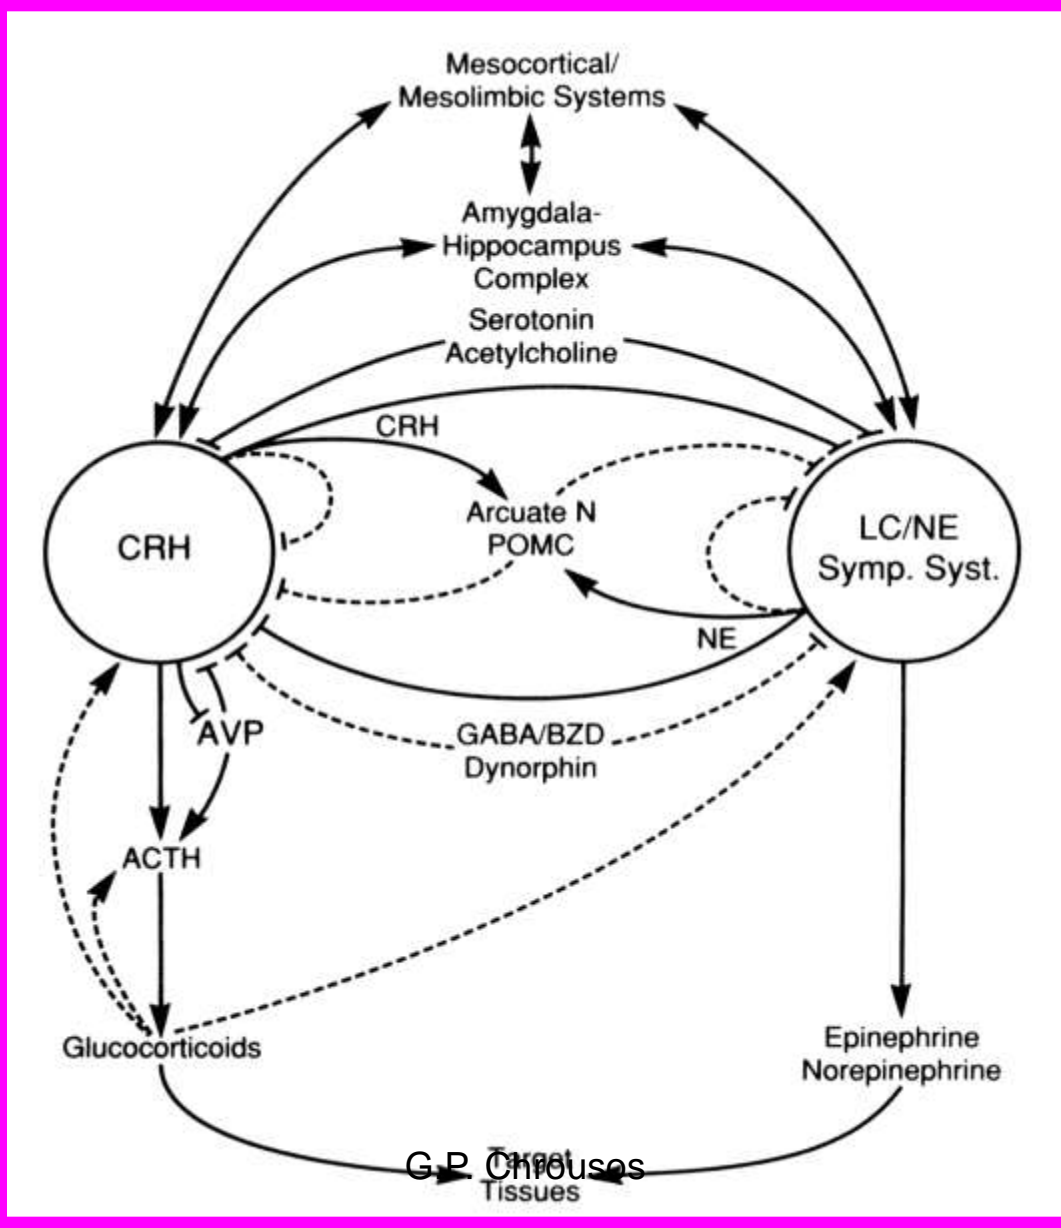 Mesocortical/
Mesolimbic Systems
Amygdala-
Hippocampus
Complex
Serotonin
Acetylcholine
CRH
Arcuate N
POMC
CRH
LC/NE
Symp. Syst.
NE
AVP
GABA/BZD
Dynorphin
ACTH
Glucocorticoids
Epinephrine
Norepinephrine
Target
G.P. Chrousos
Tissues